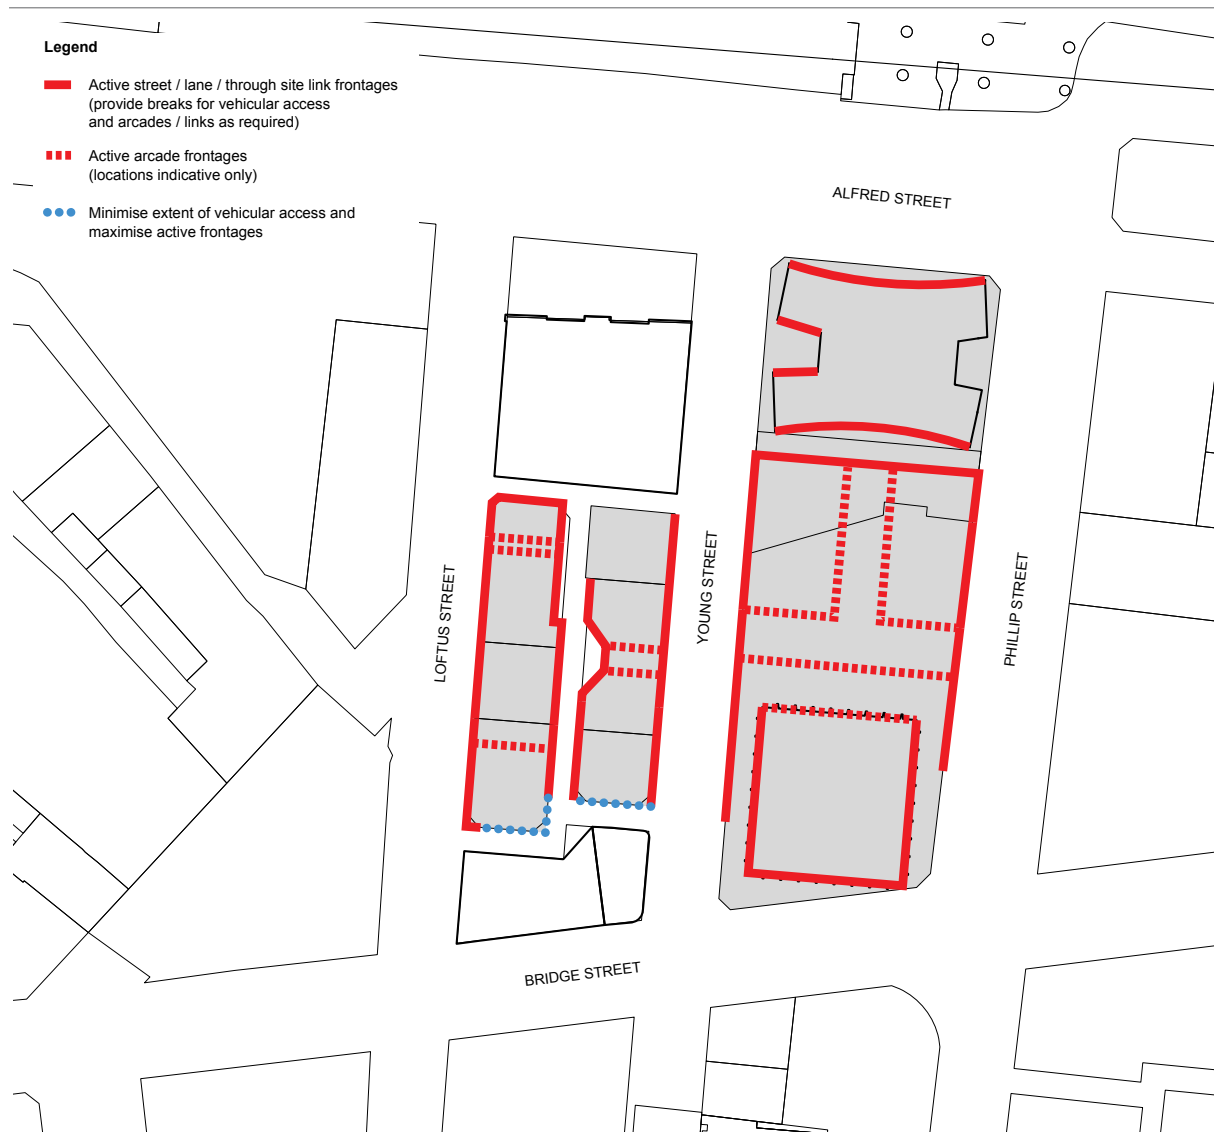 Legend
Active street / lane / through site link frontages
(provide breaks for vehicular access
and arcades / links as required)
Active arcade frontages
(locations indicative only)
Minimise extent of vehicular access and
maximise active frontages
ALFRED STREET
LOFTUS STREET
YOUNG STREET
PHILLIP STREET
BRIDGE STREET